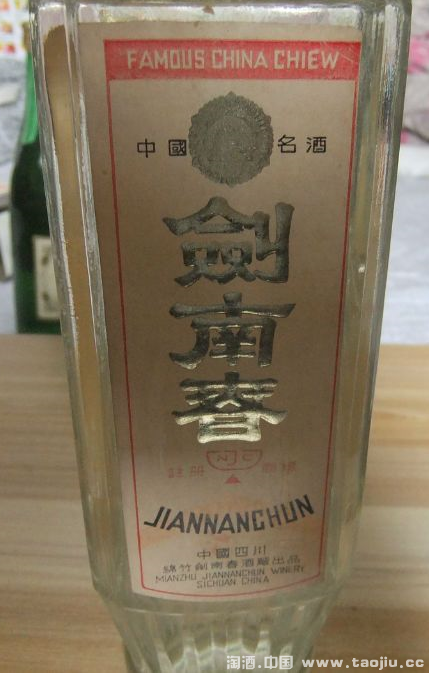 FAMOUS CHINA CHIEW
中國 名酒
劍南春
註册 商標
JIANNANCHUN
中國四川
綿竹劍南春酒廠出品
MIANZHU JIANNANCHUN WINERY
SICHUAN CHINA
淘酒.中国 www.taojiu.cc